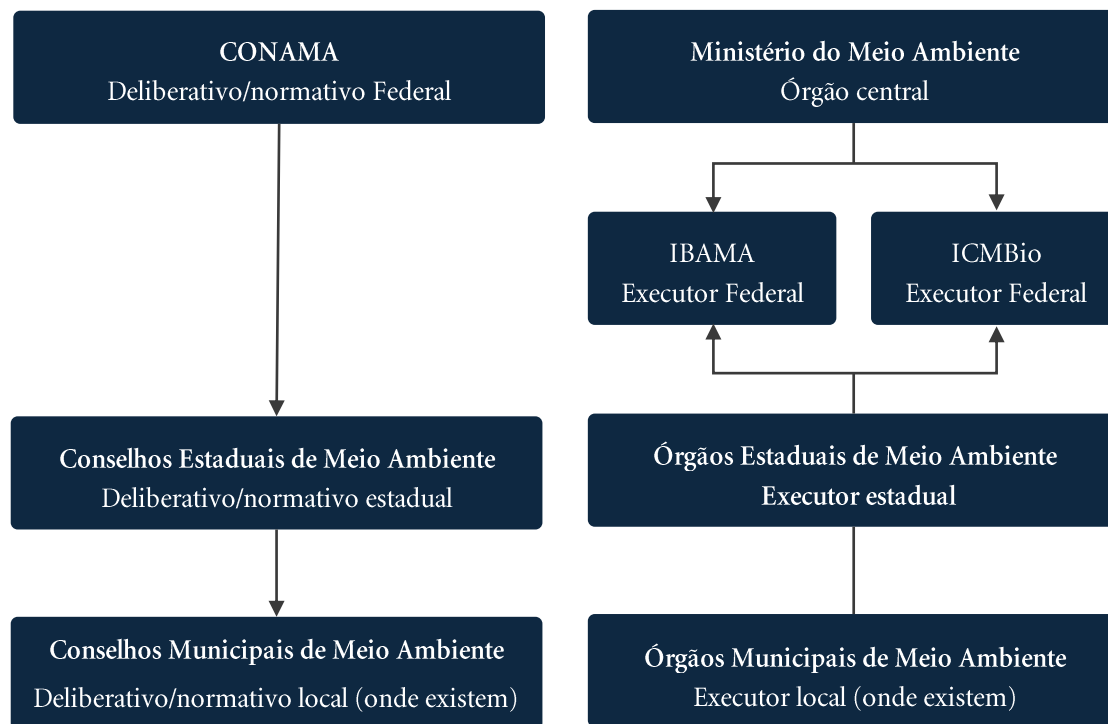 CONAMA
Deliberativo/normativo Federal
Ministério do Meio Ambiente
Órgão central
IBAMA
Executor Federal
ICMBio
Executor Federal
Conselhos Estaduais de Meio Ambiente
Deliberativo/normativo estadual
Órgãos Estaduais de Meio Ambiente
Executor estadual
Conselhos Municipais de Meio Ambiente
Deliberativo/normativo local (onde existem)
Órgãos Municipais de Meio Ambiente
Executor local (onde existem)